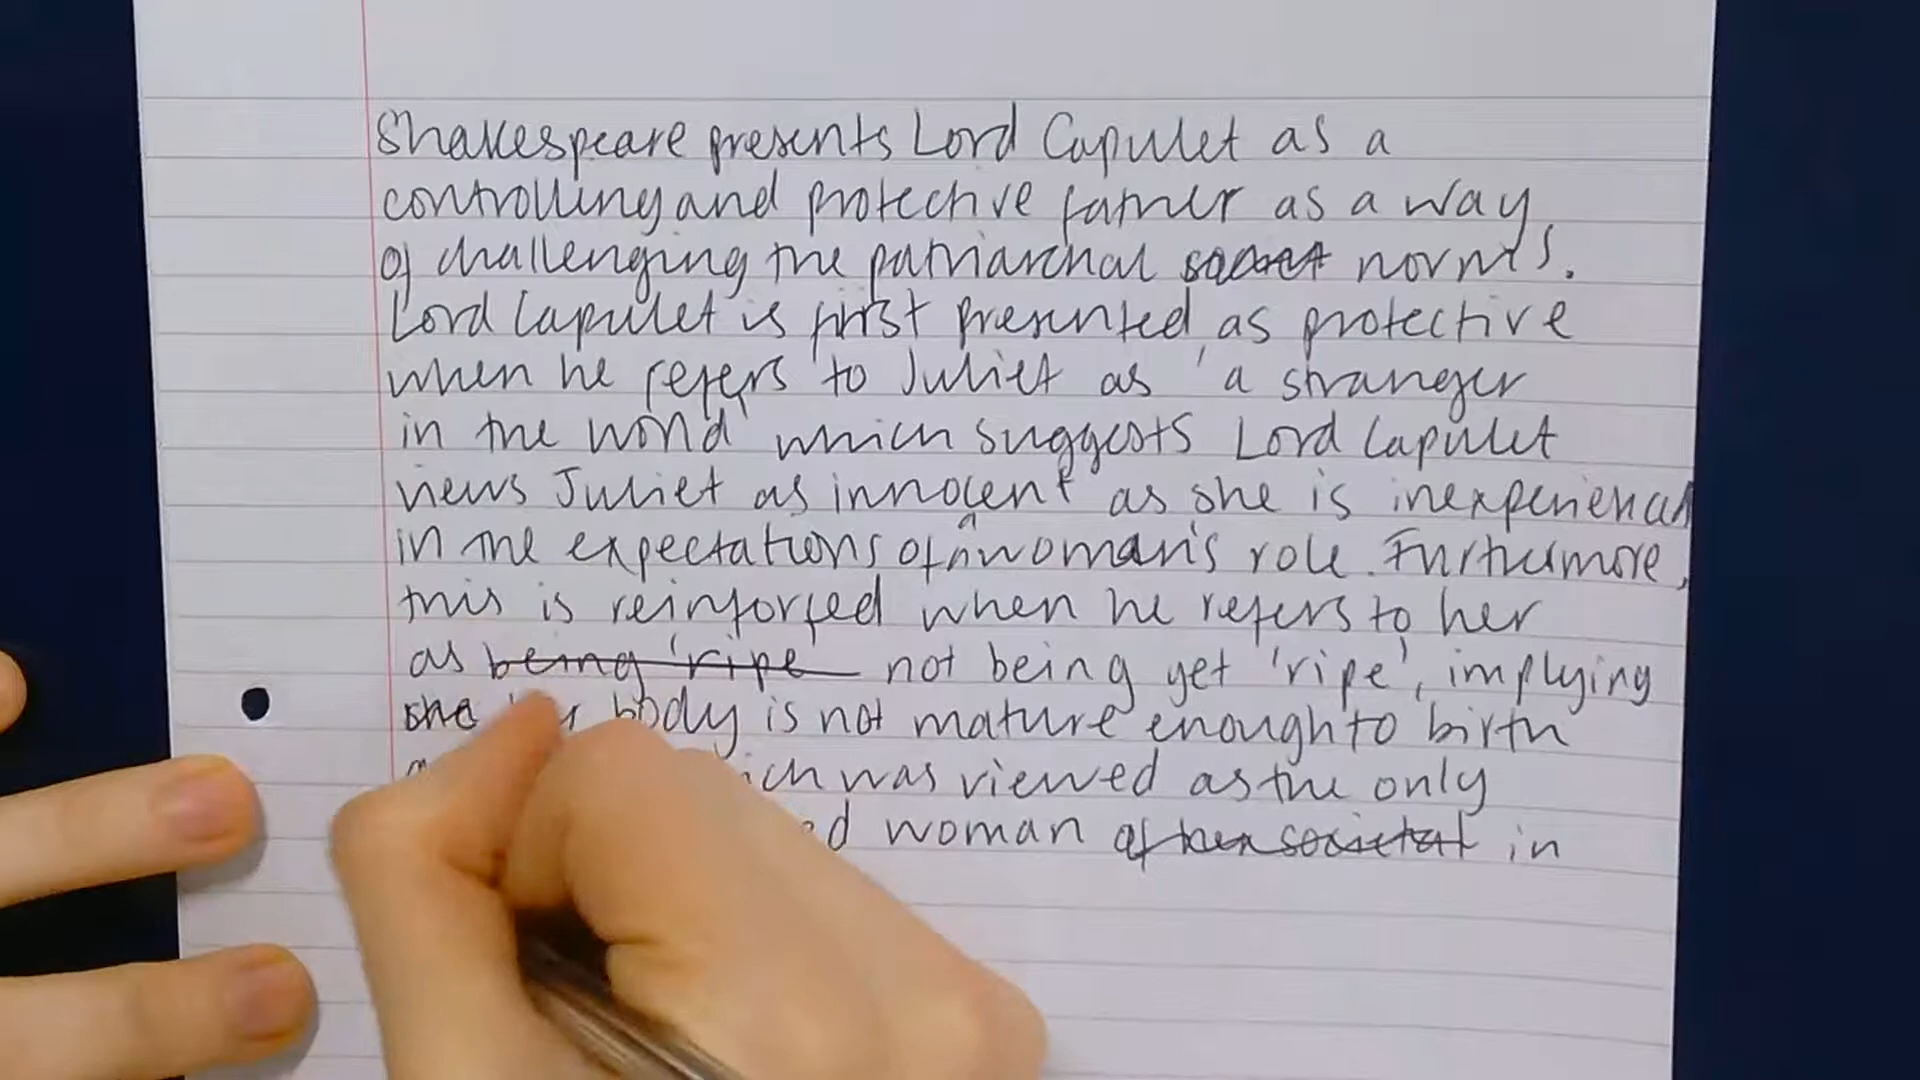 Shakespeare presents Lord Capulet as a
controlling and protective father as a way
of challenging the patriarchal norms.
Lord Capulet is first presented as protective
when he refers to Juliet as 'a stranger
in the world' which suggests Lord Capulet
views Juliet as innocent as she is inexperienced
in the expectations of a woman's role. Furthermore,
this is reinforced when he refers to her
as being 'ripe' not being yet 'ripe', implying
she body is not mature enough to birth
was viewed as the only
woman in